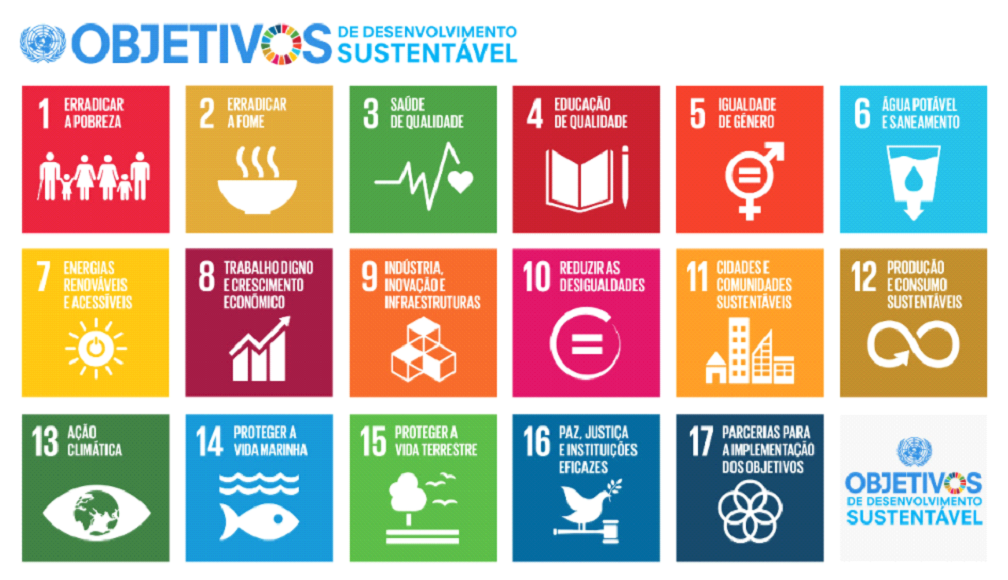 OBJETIVOS
DE DESENVOLVIMENTO
SUSTENTÁVEL
1 ERRADICAR
A POBREZA
2 ERRADICAR
A FOME
3 SAÚDE
DE QUALIDADE
4 EDUCAÇÃO
DE QUALIDADE
5 IGUALDADE
DE GÉNERO
6 ÁGUA POTÁVEL
E SANEAMENTO
7 ENERGIAS
RENOVÁVEIS
E ACESSÍVEIS
8 TRABALHO DIGNO
E CRESCIMENTO
ECONÓMICO
9 INDÚSTRIA,
INOVAÇÃO E
INFRAESTRUTURAS
10 REDUZIR AS
DESIGUALDADES
11 CIDADES E
COMUNIDADES
SUSTENTÁVEIS
12 PRODUÇÃO
E CONSUMO
SUSTENTÁVEIS
13 AÇÃO
CLIMÁTICA
14 PROTEGER A
VIDA MARINHA
15 PROTEGER A
VIDA TERRESTRE
16 PAZ, JUSTIÇA
E INSTITUIÇÕES
EFICAZES
17 PARCERIAS PARA
A IMPLEMENTAÇÃO
DOS OBJETIVOS
OBJETIVOS
DE DESENVOLVIMENTO
SUSTENTÁVEL